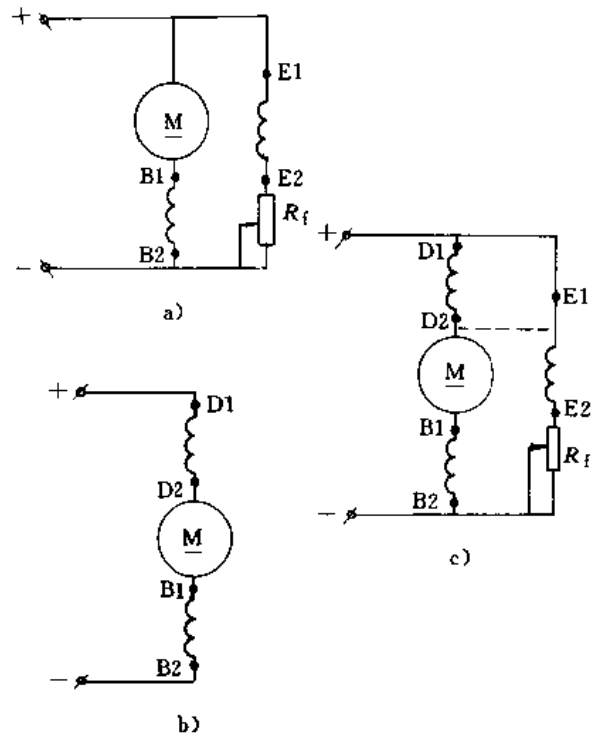 +
E1
M
B1
E2
Rf
B2
−
a)
+
D1
D2
M
B1
B2
−
b)
+
D1
E1
D2
M
E2
B1
Rf
B2
−
c)